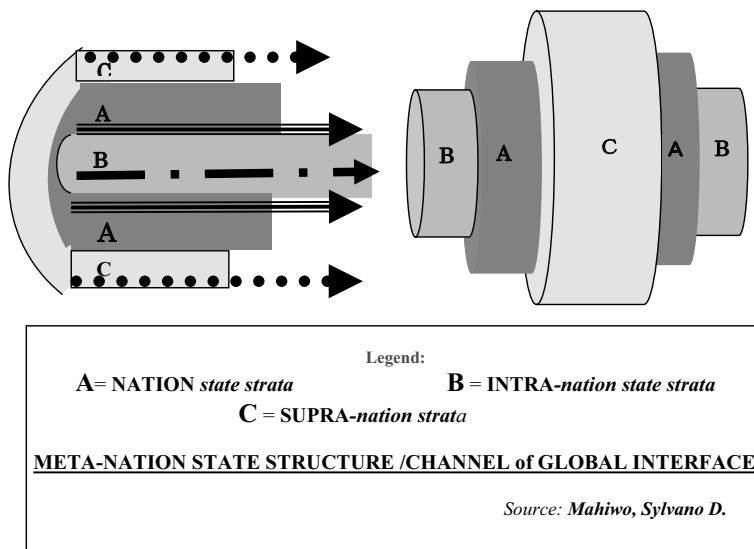 C
A
B
A
C
B A C A B
Legend:
A= NATION state strata B = INTRA-nation state strata
C = SUPRA-nation strata
META-NATION STATE STRUCTURE /CHANNEL of GLOBAL INTERFACE
Source: Mahiwo, Sylvano D.